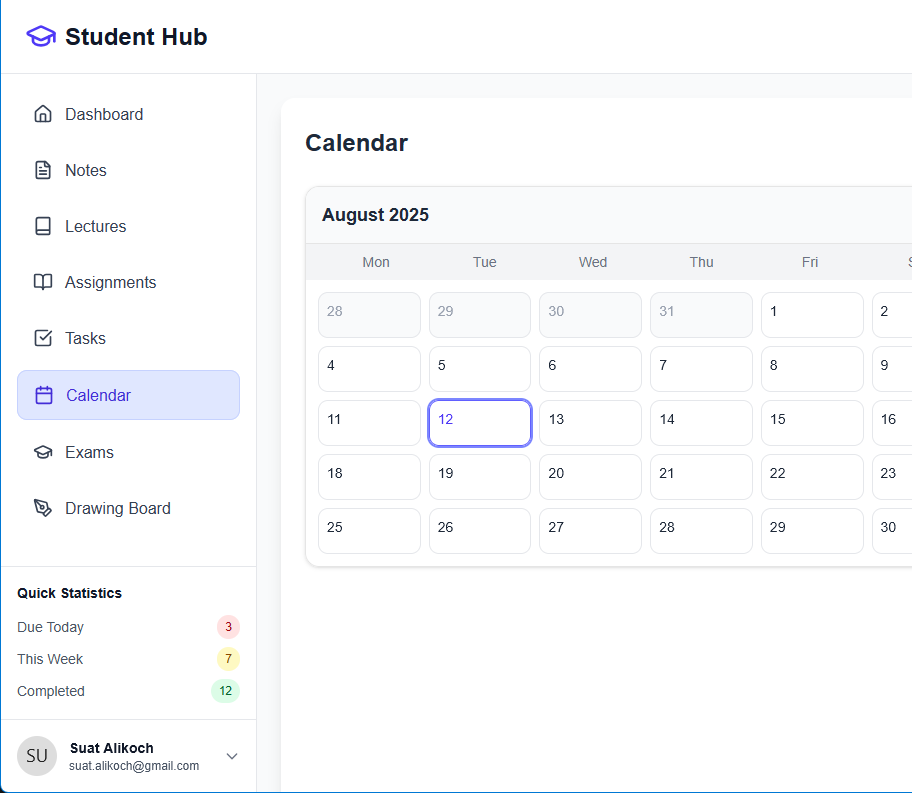 Student Hub
Dashboard
Notes
Lectures
Assignments
Tasks
Calendar
Exams
Drawing Board
Quick Statistics
Due Today 3
This Week 7
Completed 12
SU
Suat Alikoch
suat.alikoch@gmail.com
Calendar
August 2025
Mon Tue Wed Thu Fri S
28 29 30 31 1 2
4 5 6 7 8 9
11 12 13 14 15 16
18 19 20 21 22 23
25 26 27 28 29 30